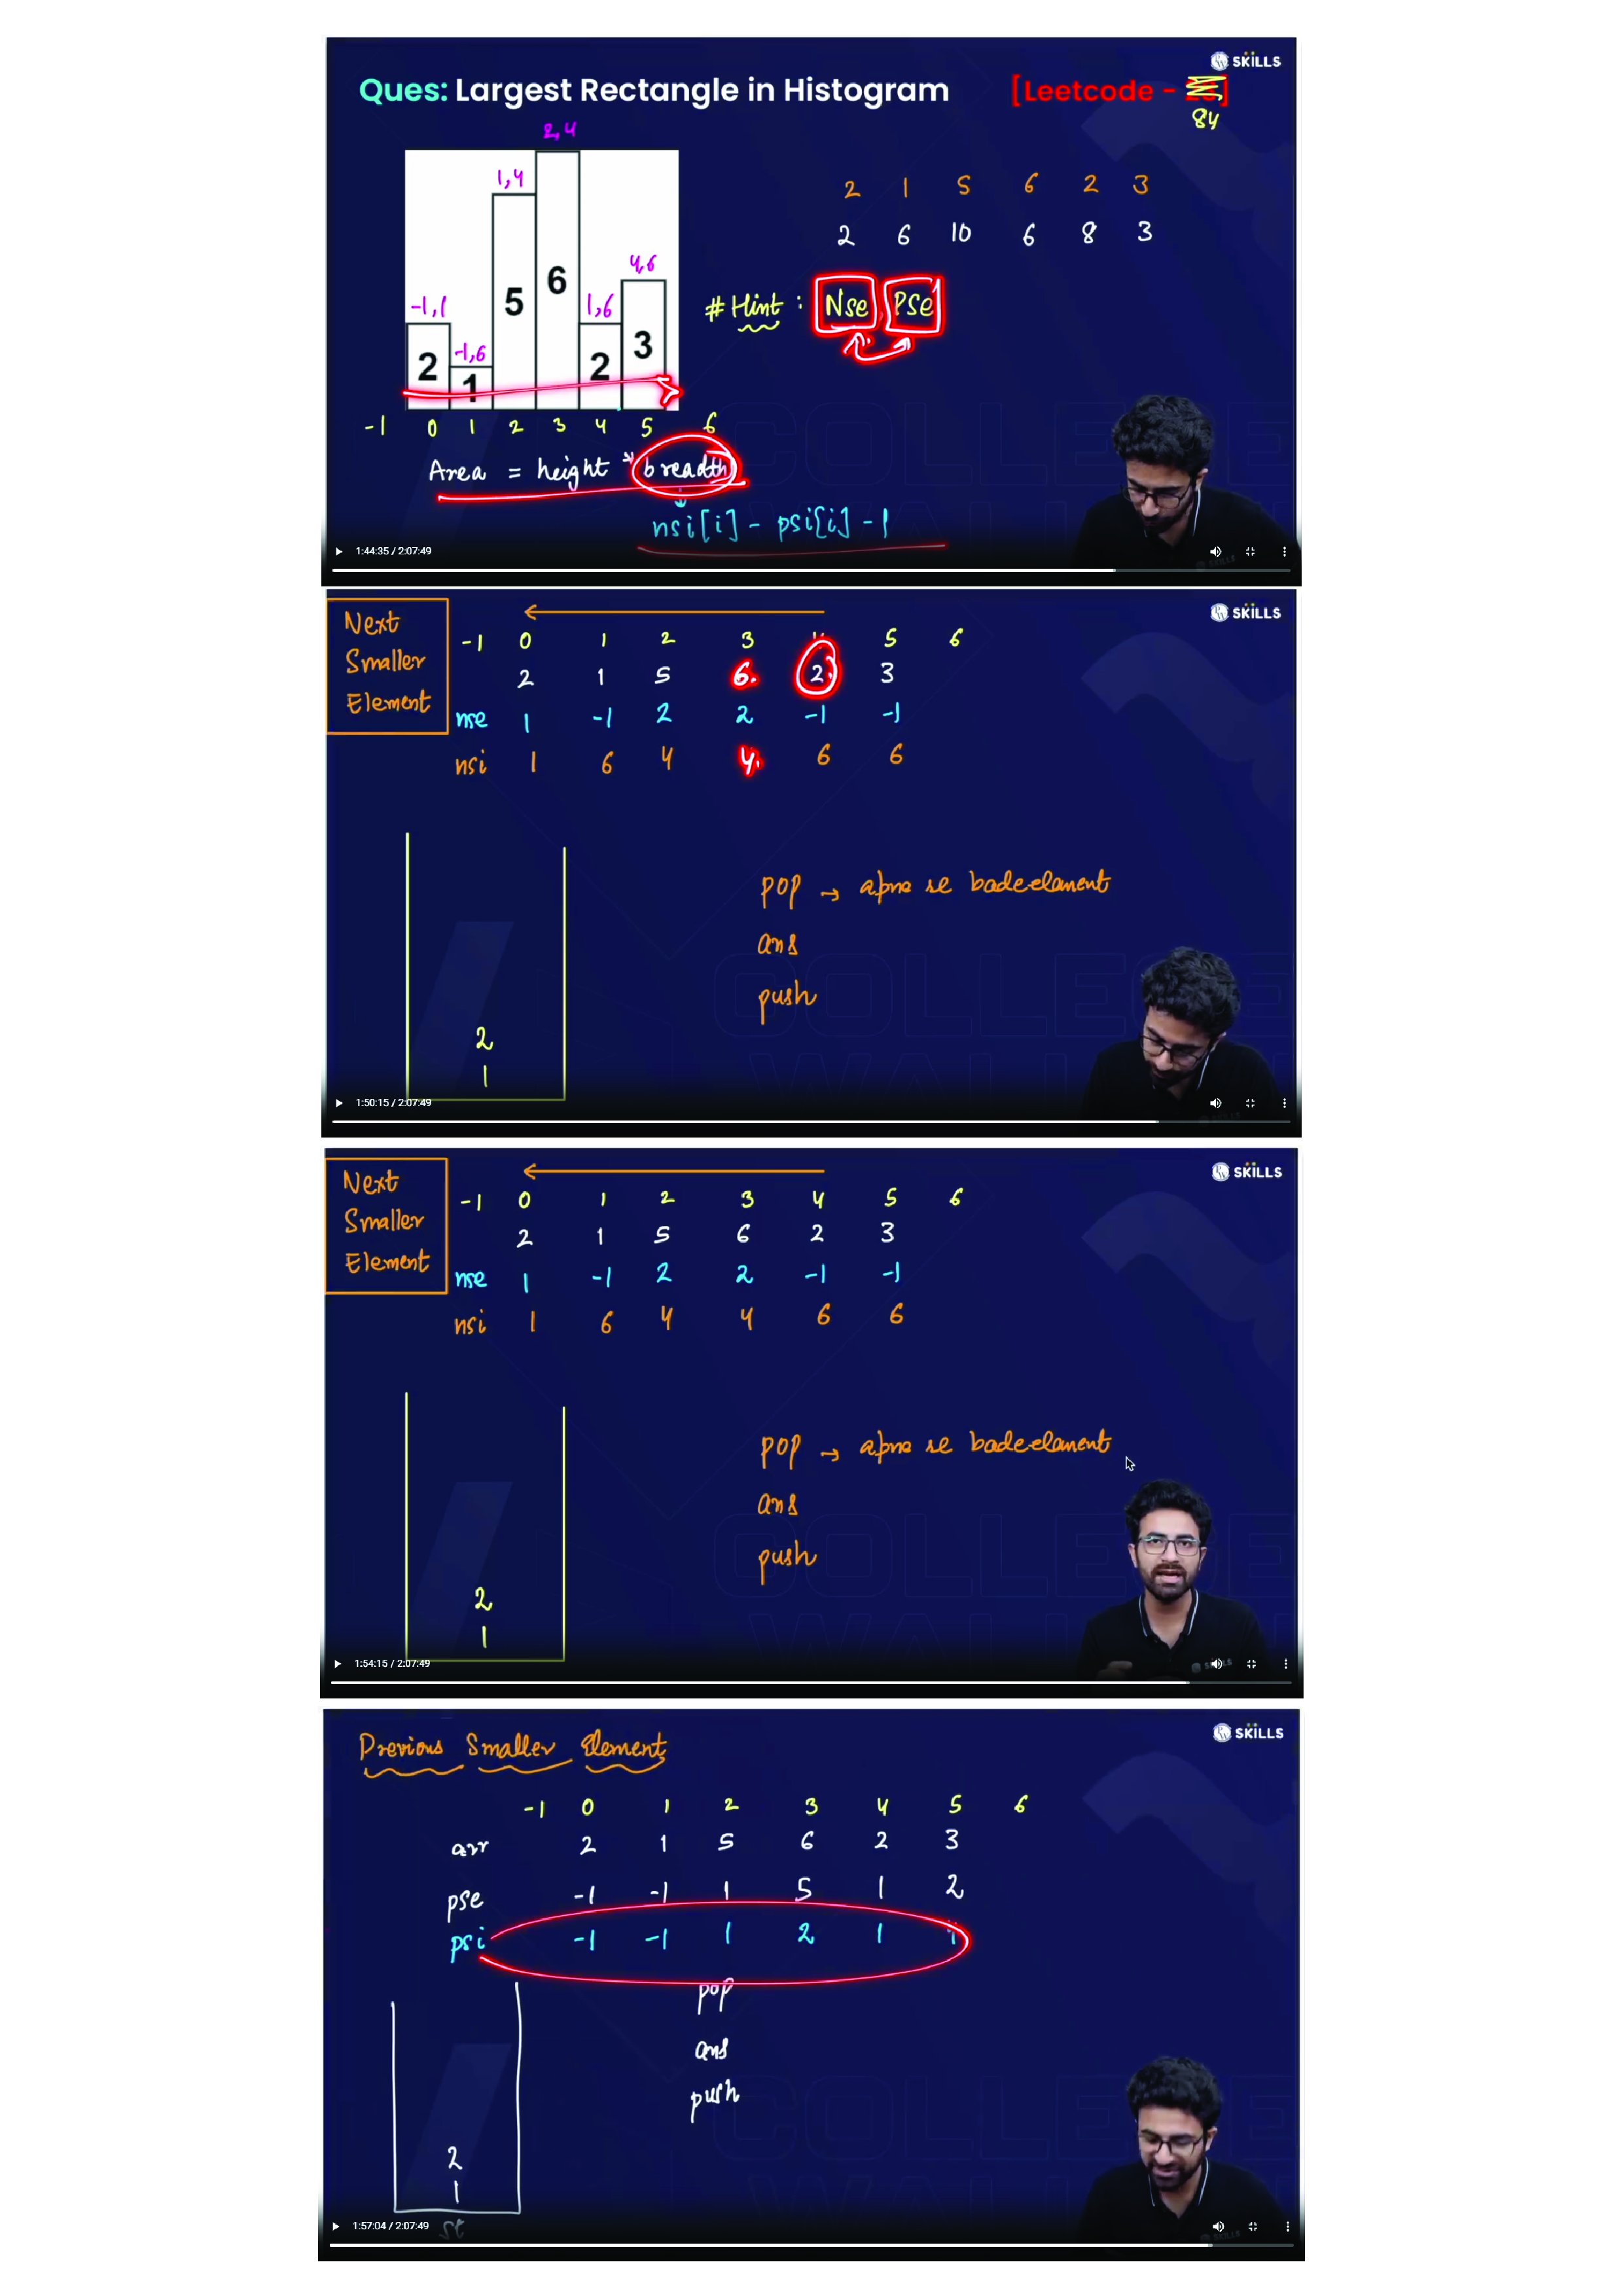 SKILLS
Ques: Largest Rectangle in Histogram [Leetcode - ]
84
2,4
1,4
2 1 5 6 2 3
2 6 10 6 8 3
4,6
-1,1 1,6
# Hint : Nse Pse
-1,6
2 1 5 6 2 3
-1 0 1 2 3 4 5 6
Area = height * breadth
nsi[i] - psi[i] - 1
1:44:35 / 2:07:49
SKILLS
Next
Smaller
Element
-1 0 1 2 3 5 6
2 1 5 6 2 3
nse 1 -1 2 2 -1 -1
nsi 1 6 4 4 6 6
pop → apne se bade element
ans
push
2
1
1:50:15 / 2:07:49
SKILLS
Next
Smaller
Element
-1 0 1 2 3 4 5 6
2 1 5 6 2 3
nse 1 -1 2 2 -1 -1
nsi 1 6 4 4 6 6
pop → apne se bade element
ans
push
2
1
1:54:15 / 2:07:49
SKILLS
Previous Smaller Element
-1 0 1 2 3 4 5 6
arr 2 1 5 6 2 3
pse -1 -1 1 5 1 2
psi -1 -1 1 2 1 4
pop
ans
push
2
1
st
1:57:04 / 2:07:49